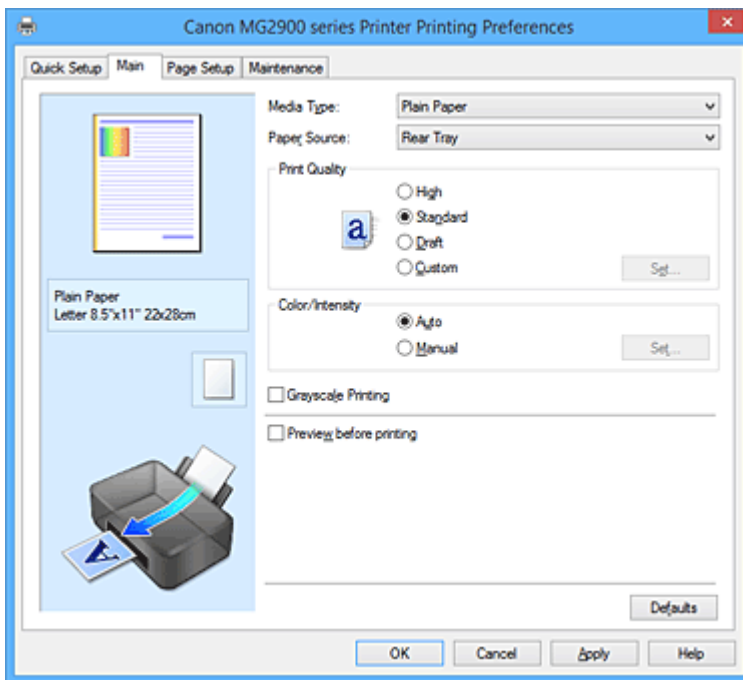 Canon MG2900 series Printer Printing Preferences
Quick Setup Main Page Setup Maintenance
Media Type: Plain Paper
Paper Source: Rear Tray
Print Quality
High
a Standard
Draft
Custom Set...
Plain Paper
Letter 8.5"x11" 22x28cm
Color/Intensity
Auto
Manual Set...
Grayscale Printing
Preview before printing
A
Defaults
OK Cancel Apply Help